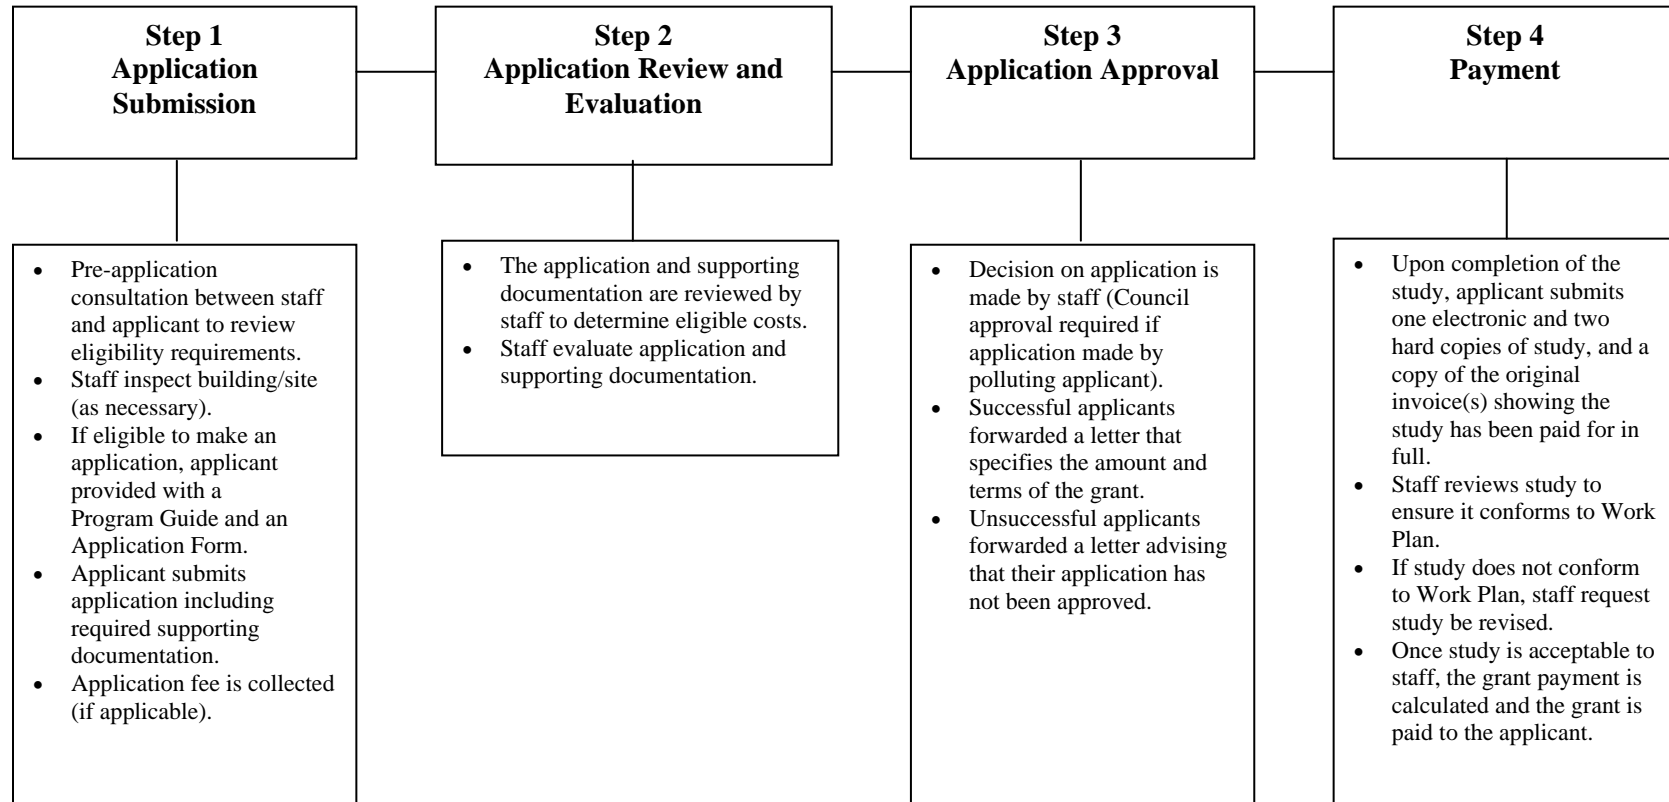 Step 1
Application
Submission
Step 2
Application Review and
Evaluation
Step 3
Application Approval
Step 4
Payment
• Pre-application
consultation between staff
and applicant to review
eligibility requirements.
• Staff inspect building/site
(as necessary).
• If eligible to make an
application, applicant
provided with a
Program Guide and an
Application Form.
• Applicant submits
application including
required supporting
documentation.
• Application fee is collected
(if applicable).
• The application and supporting
documentation are reviewed by
staff to determine eligible costs.
• Staff evaluate application and
supporting documentation.
• Decision on application is
made by staff (Council
approval required if
application made by
polluting applicant).
• Successful applicants
forwarded a letter that
specifies the amount and
terms of the grant.
• Unsuccessful applicants
forwarded a letter advising
that their application has
not been approved.
• Upon completion of the
study, applicant submits
one electronic and two
hard copies of study, and a
copy of the original
invoice(s) showing the
study has been paid for in
full.
• Staff reviews study to
ensure it conforms to Work
Plan.
• If study does not conform
to Work Plan, staff request
study be revised.
• Once study is acceptable to
staff, the grant payment is
calculated and the grant is
paid to the applicant.